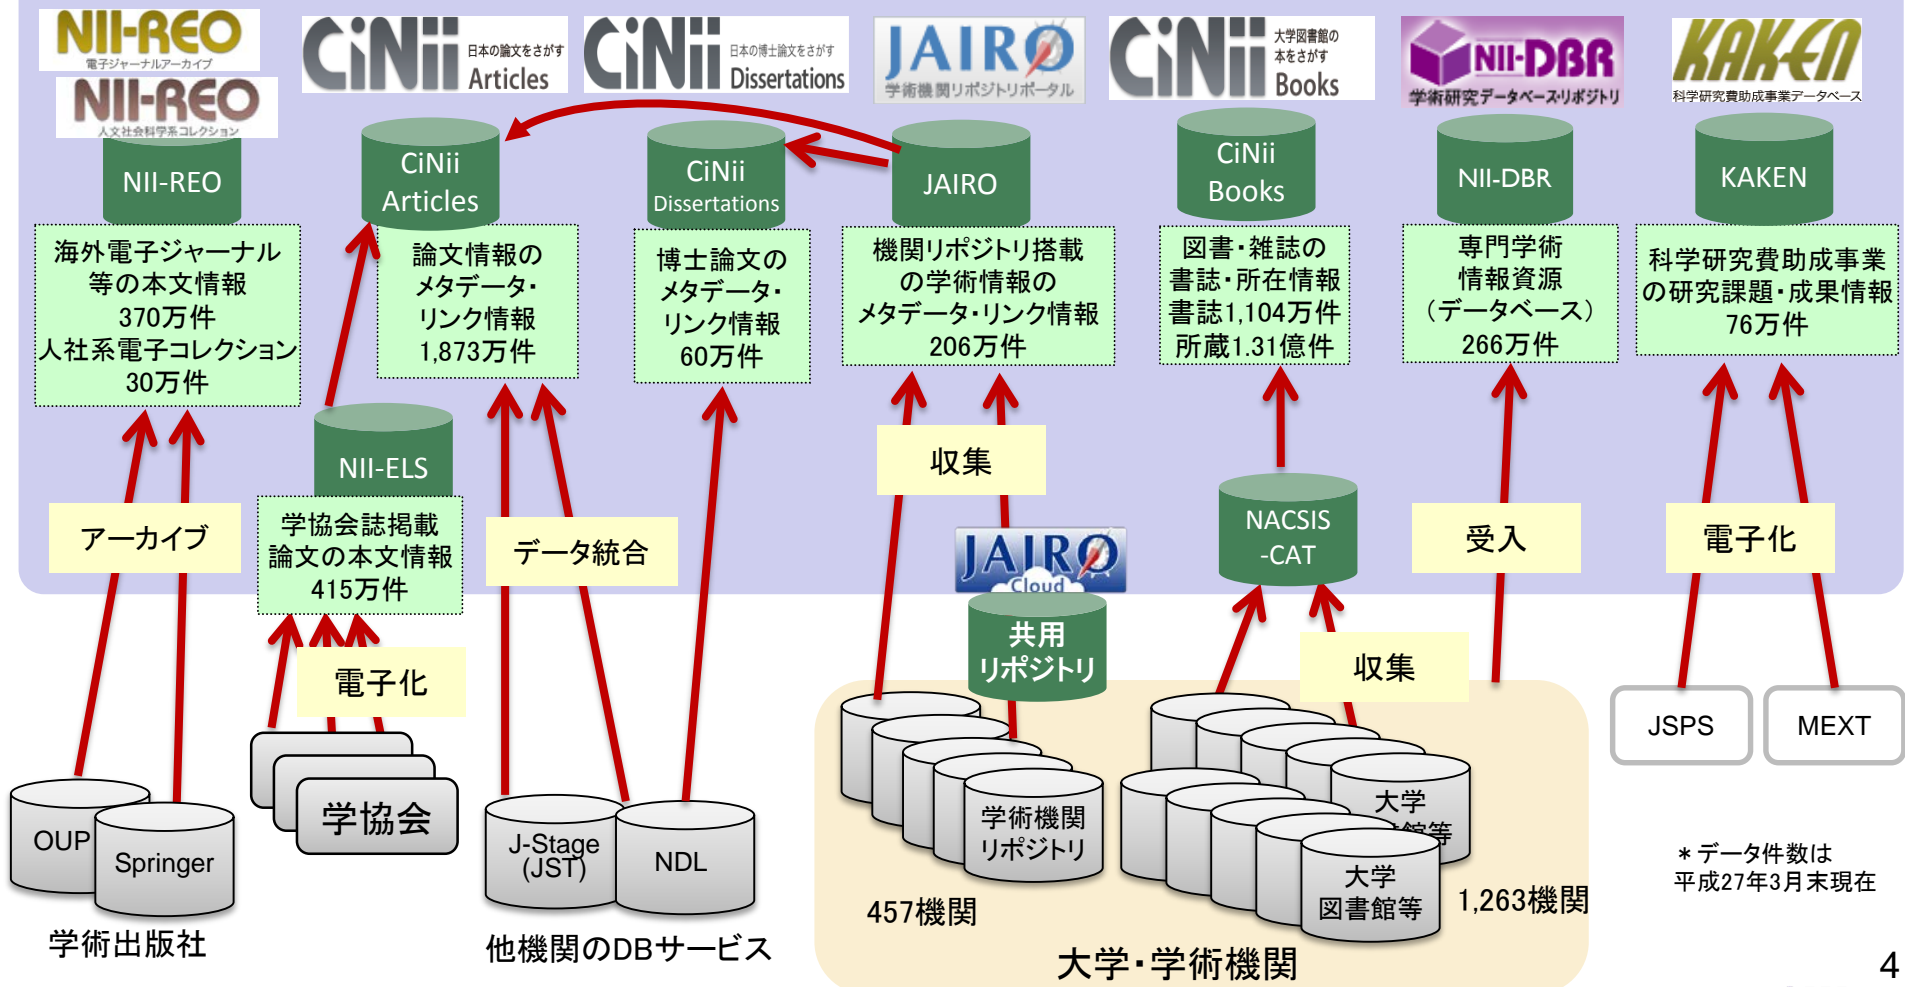 NII-REO
電子ジャーナルアーカイブ
NII-REO
人文社会科学系コレクション
CiNii
日本の論文をさがす
Articles
CiNii
日本の博士論文をさがす
Dissertations
JAIRO
学術機関リポジトリポータル
CiNii
大学図書館の
本をさがす
Books
NII-DBR
学術研究データベース・リポジトリ
KAKEN
科学研究費助成事業データベース
NII-REO
CiNii
Articles
CiNii
Dissertations
JAIRO
CiNii
Books
NII-DBR
KAKEN
海外電子ジャーナル
等の本文情報
370万件
人社系電子コレクション
30万件
論文情報の
メタデータ・
リンク情報
1,873万件
博士論文の
メタデータ・
リンク情報
60万件
機関リポジトリ搭載
の学術情報の
メタデータ・リンク情報
206万件
図書・雑誌の
書誌・所在情報
書誌1,104万件
所蔵1.31億件
専門学術
情報資源
（データベース）
266万件
科学研究費助成事業
の研究課題・成果情報
76万件
NII-ELS
学協会誌掲載
論文の本文情報
415万件
アーカイブ
データ統合
収集
NACSIS
-CAT
受入
電子化
JAIRO
Cloud
共用
リポジトリ
電子化
収集
JSPS
MEXT
OUP
Springer
学協会
J-Stage
(JST)
NDL
学術機関
リポジトリ
大学
館等
大学
図書館等
457機関
1,263機関
＊データ件数は
平成27年3月末現在
学術出版社
他機関のDBサービス
大学・学術機関
4